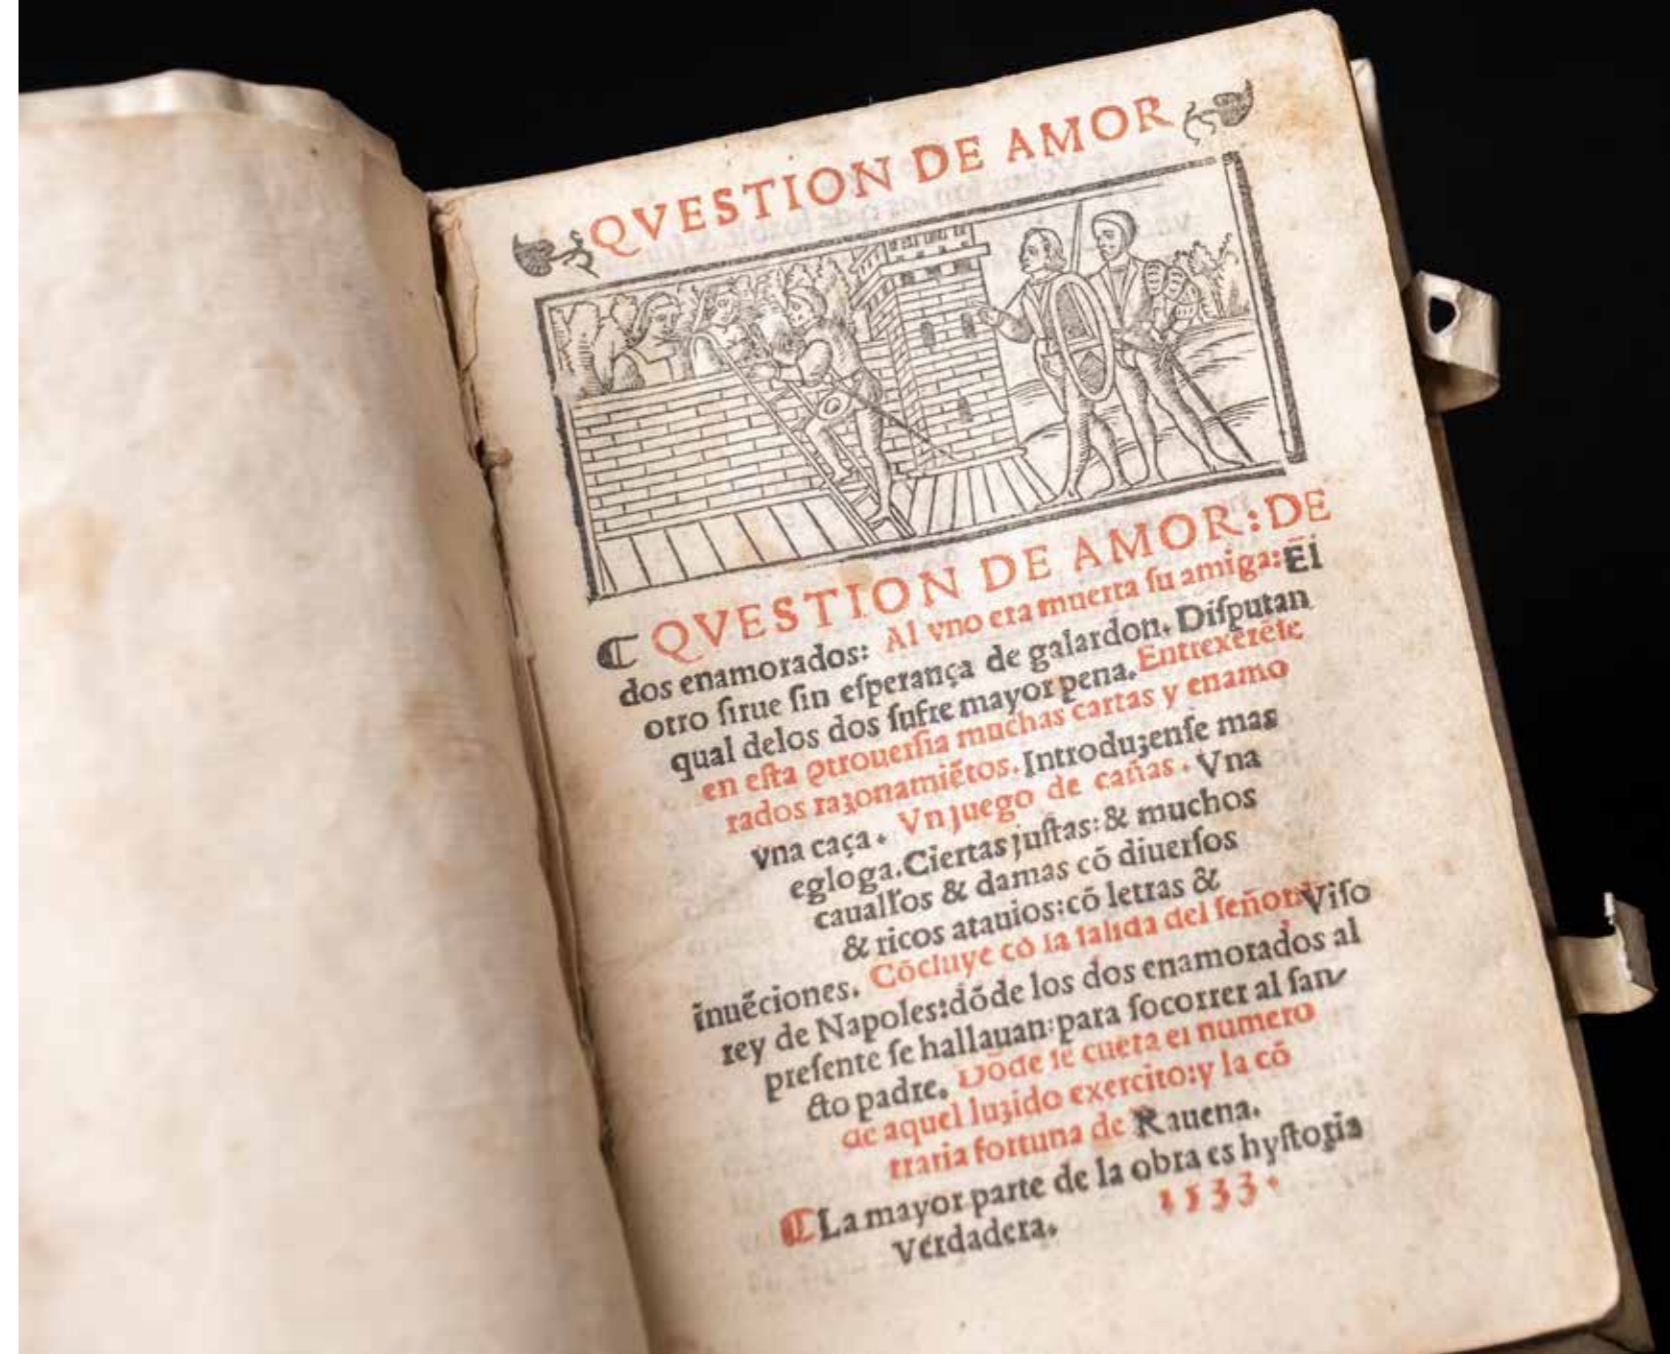 QVESTION DE AMOR
QVESTION DE AMOR: DE
dos enamorados: Al vno era muerta ſu amiga: El
otro ſirue ſin eſperança de galardon. Diſputan
qual delos dos ſufre mayor pena. Entrexerẽſe
en eſta ꝯtrouerſia muchas cartas y enamo
rados razonamiẽtos. Introduzenſe mas
vna caça. Vn juego de cañas. Vna
egloga. Ciertas juſtas: & muchos
cauallꝰos & damas cõ diuerſos
& ricos atauios: cõ letras &
inuẽciones. Cõcluye cõ la ſalida del ſeñor Viſo
rey de Napoles: dõde los dos enamorados al
preſente ſe hallauan: para ſocorrer al ſan
cto padre. Dõde ſe cuẽta el numero
de aquel luzido exercito: y la cõ
traria fortuna de Rauena.
La mayor parte de la obra es hyſtoria
verdadera. 1533.